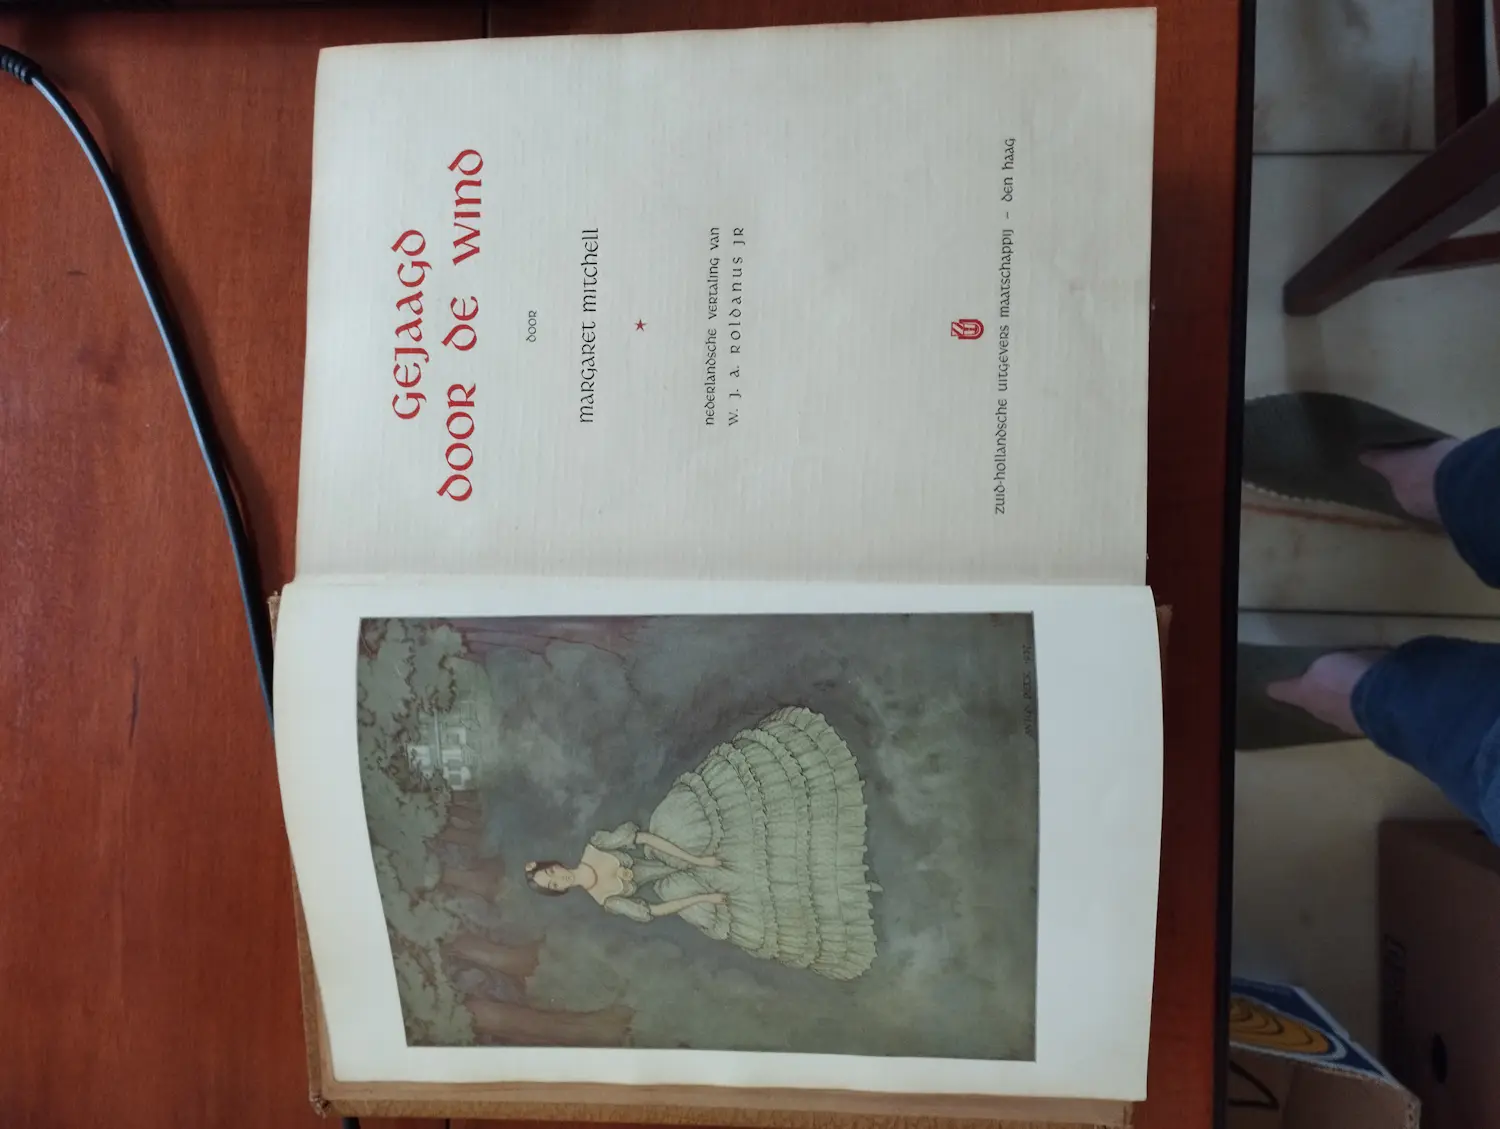 GEJAAGD
DOOR DE WIND
DOOR
MARGARET MITCHELL
★
NEDERLANDSCHE VERTALING VAN
W. J. A. ROLDANUS JR
ZUID-HOLLANDSCHE UITGEVERS MAATSCHAPPIJ - DEN HAAG